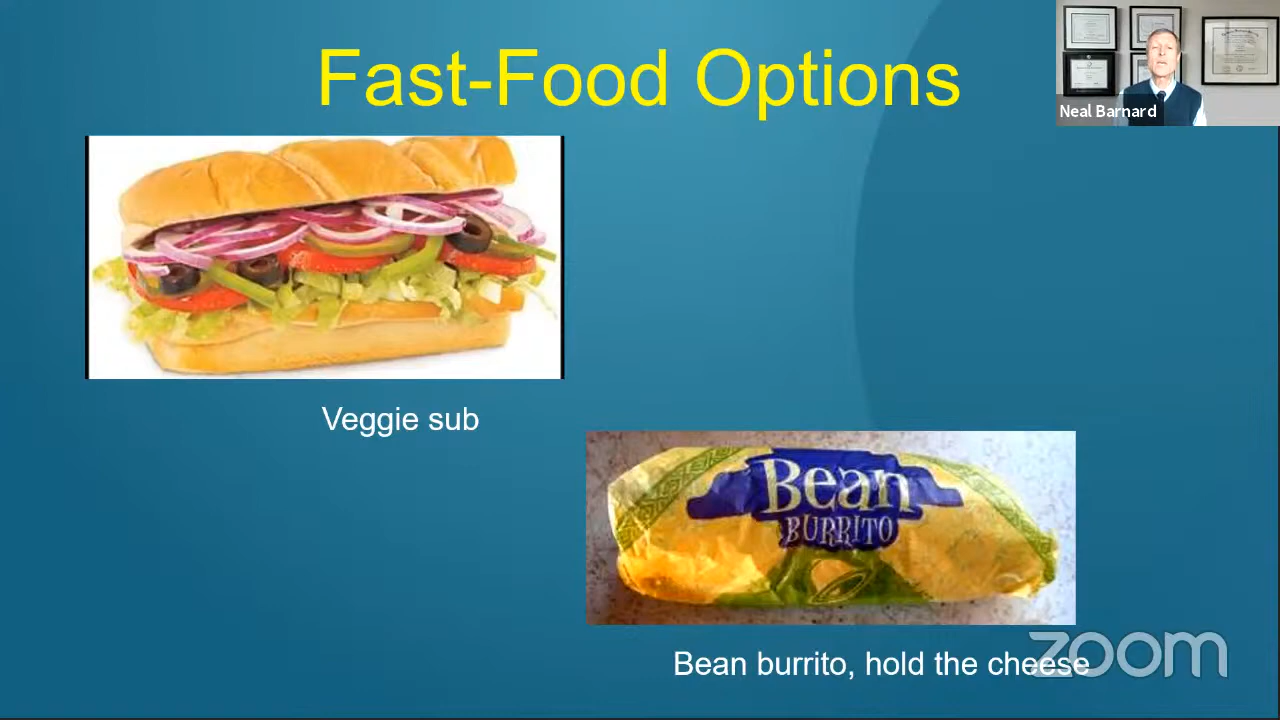 Fast-Food Options
Neal Barnard
Veggie sub
Bean
BURRITO
Bean burrito, hold the cheese
zoom